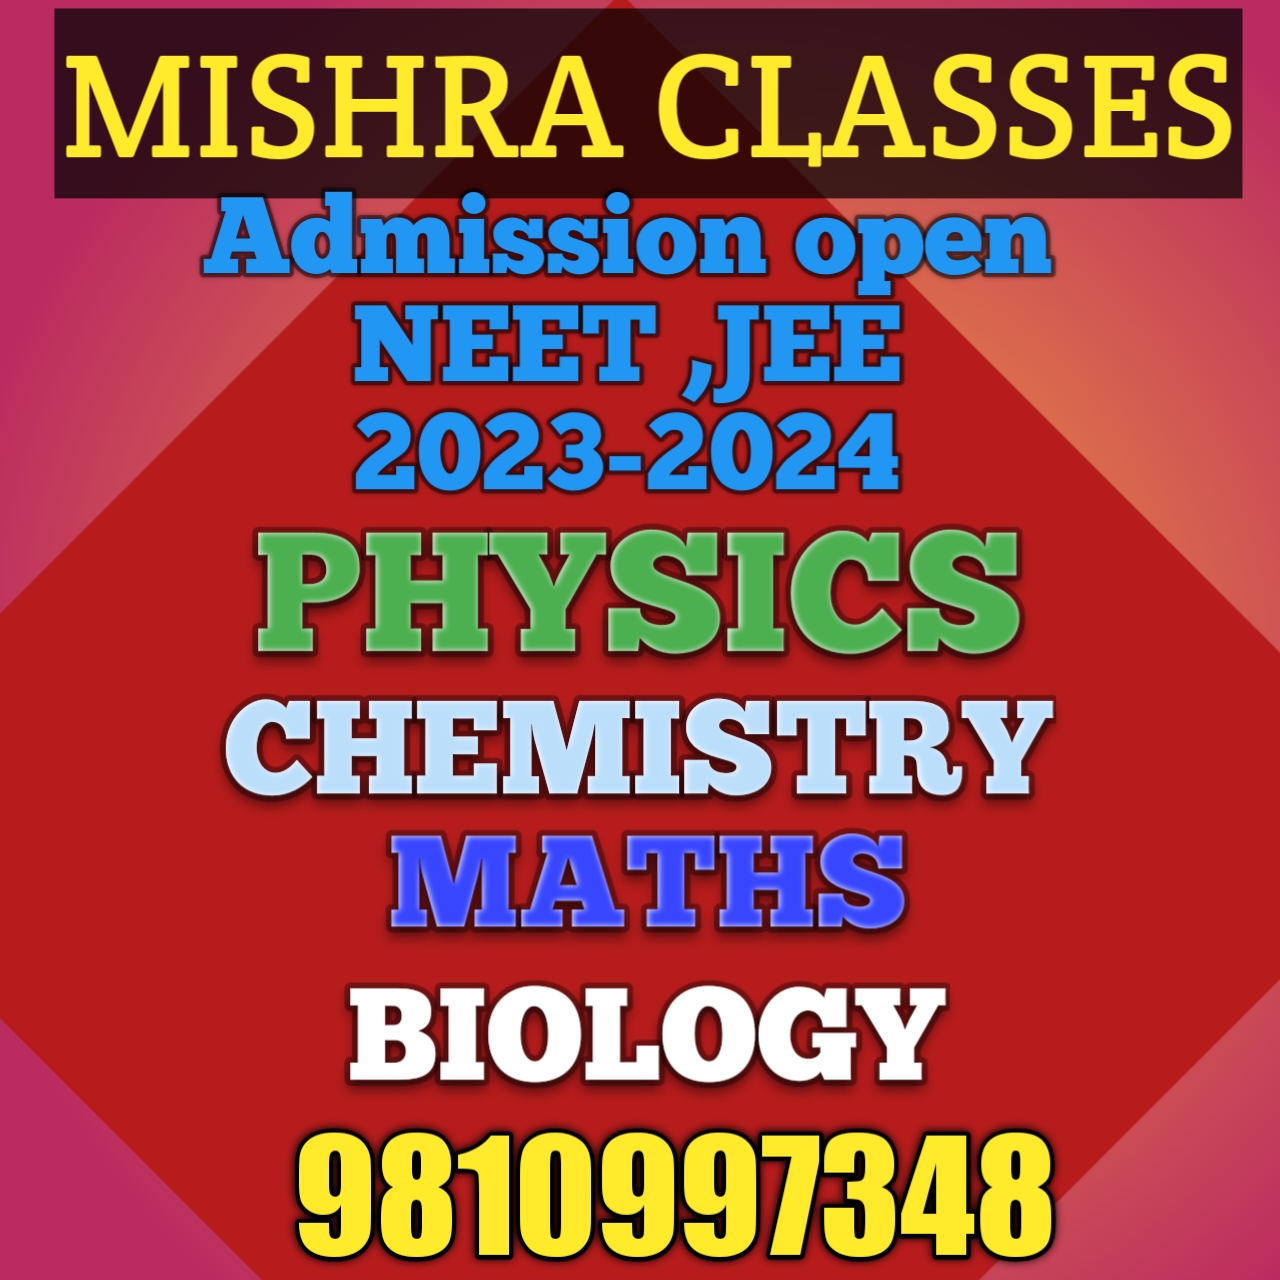 MISHRA CLASSES
Admission open
NEET ,JEE
2023-2024
PHYSICS
CHEMISTRY
MATHS
BIOLOGY
9810997348